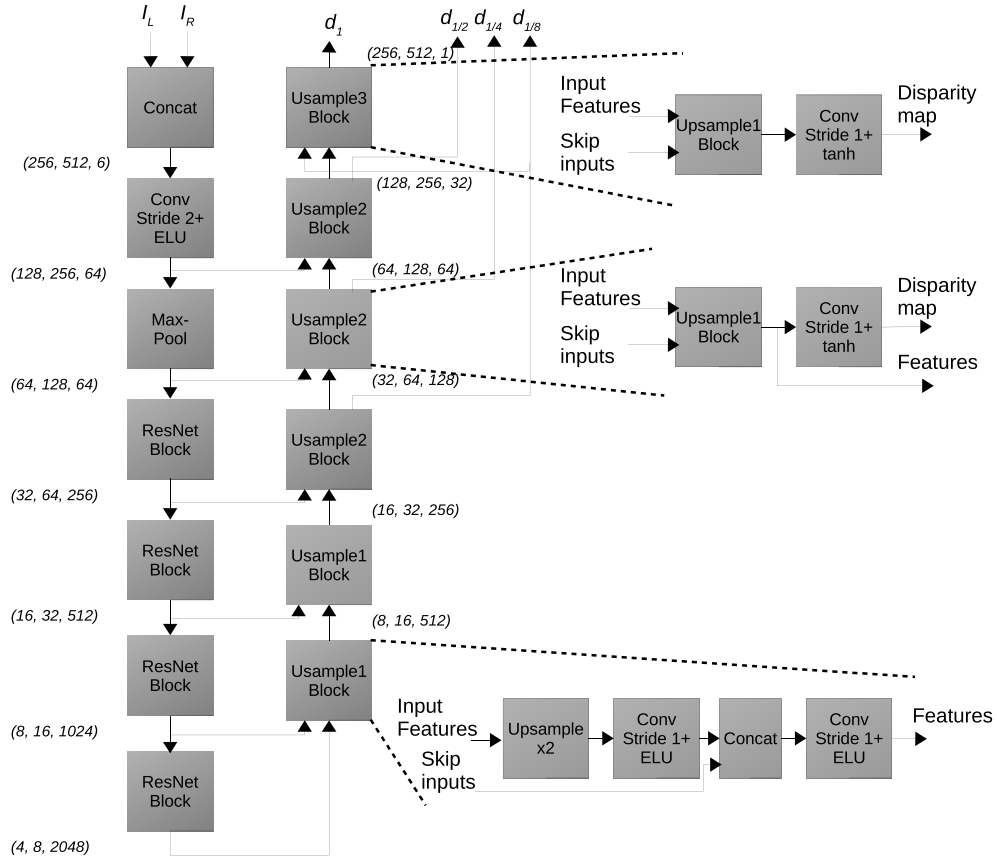 I_L
I_R
Concat
(256, 512, 6)
Conv
Stride 2+
ELU
(128, 256, 64)
Max-
Pool
(64, 128, 64)
ResNet
Block
(32, 64, 256)
ResNet
Block
(16, 32, 512)
ResNet
Block
(8, 16, 1024)
ResNet
Block
(4, 8, 2048)
d_1
Usample3
Block
(256, 512, 1)
Usample2
Block
(128, 256, 32)
Usample2
Block
(64, 128, 64)
Usample2
Block
(32, 64, 128)
Usample1
Block
(16, 32, 256)
Usample1
Block
(8, 16, 512)
d_1/2
d_1/4
d_1/8
Input
Features
Skip
inputs
Upsample1
Block
Conv
Stride 1+
tanh
Disparity
map
Input
Features
Skip
inputs
Upsample1
Block
Conv
Stride 1+
tanh
Disparity
map
Features
Input
Features
Skip
inputs
Upsample
x2
Conv
Stride 1+
ELU
Concat
Conv
Stride 1+
ELU
Features